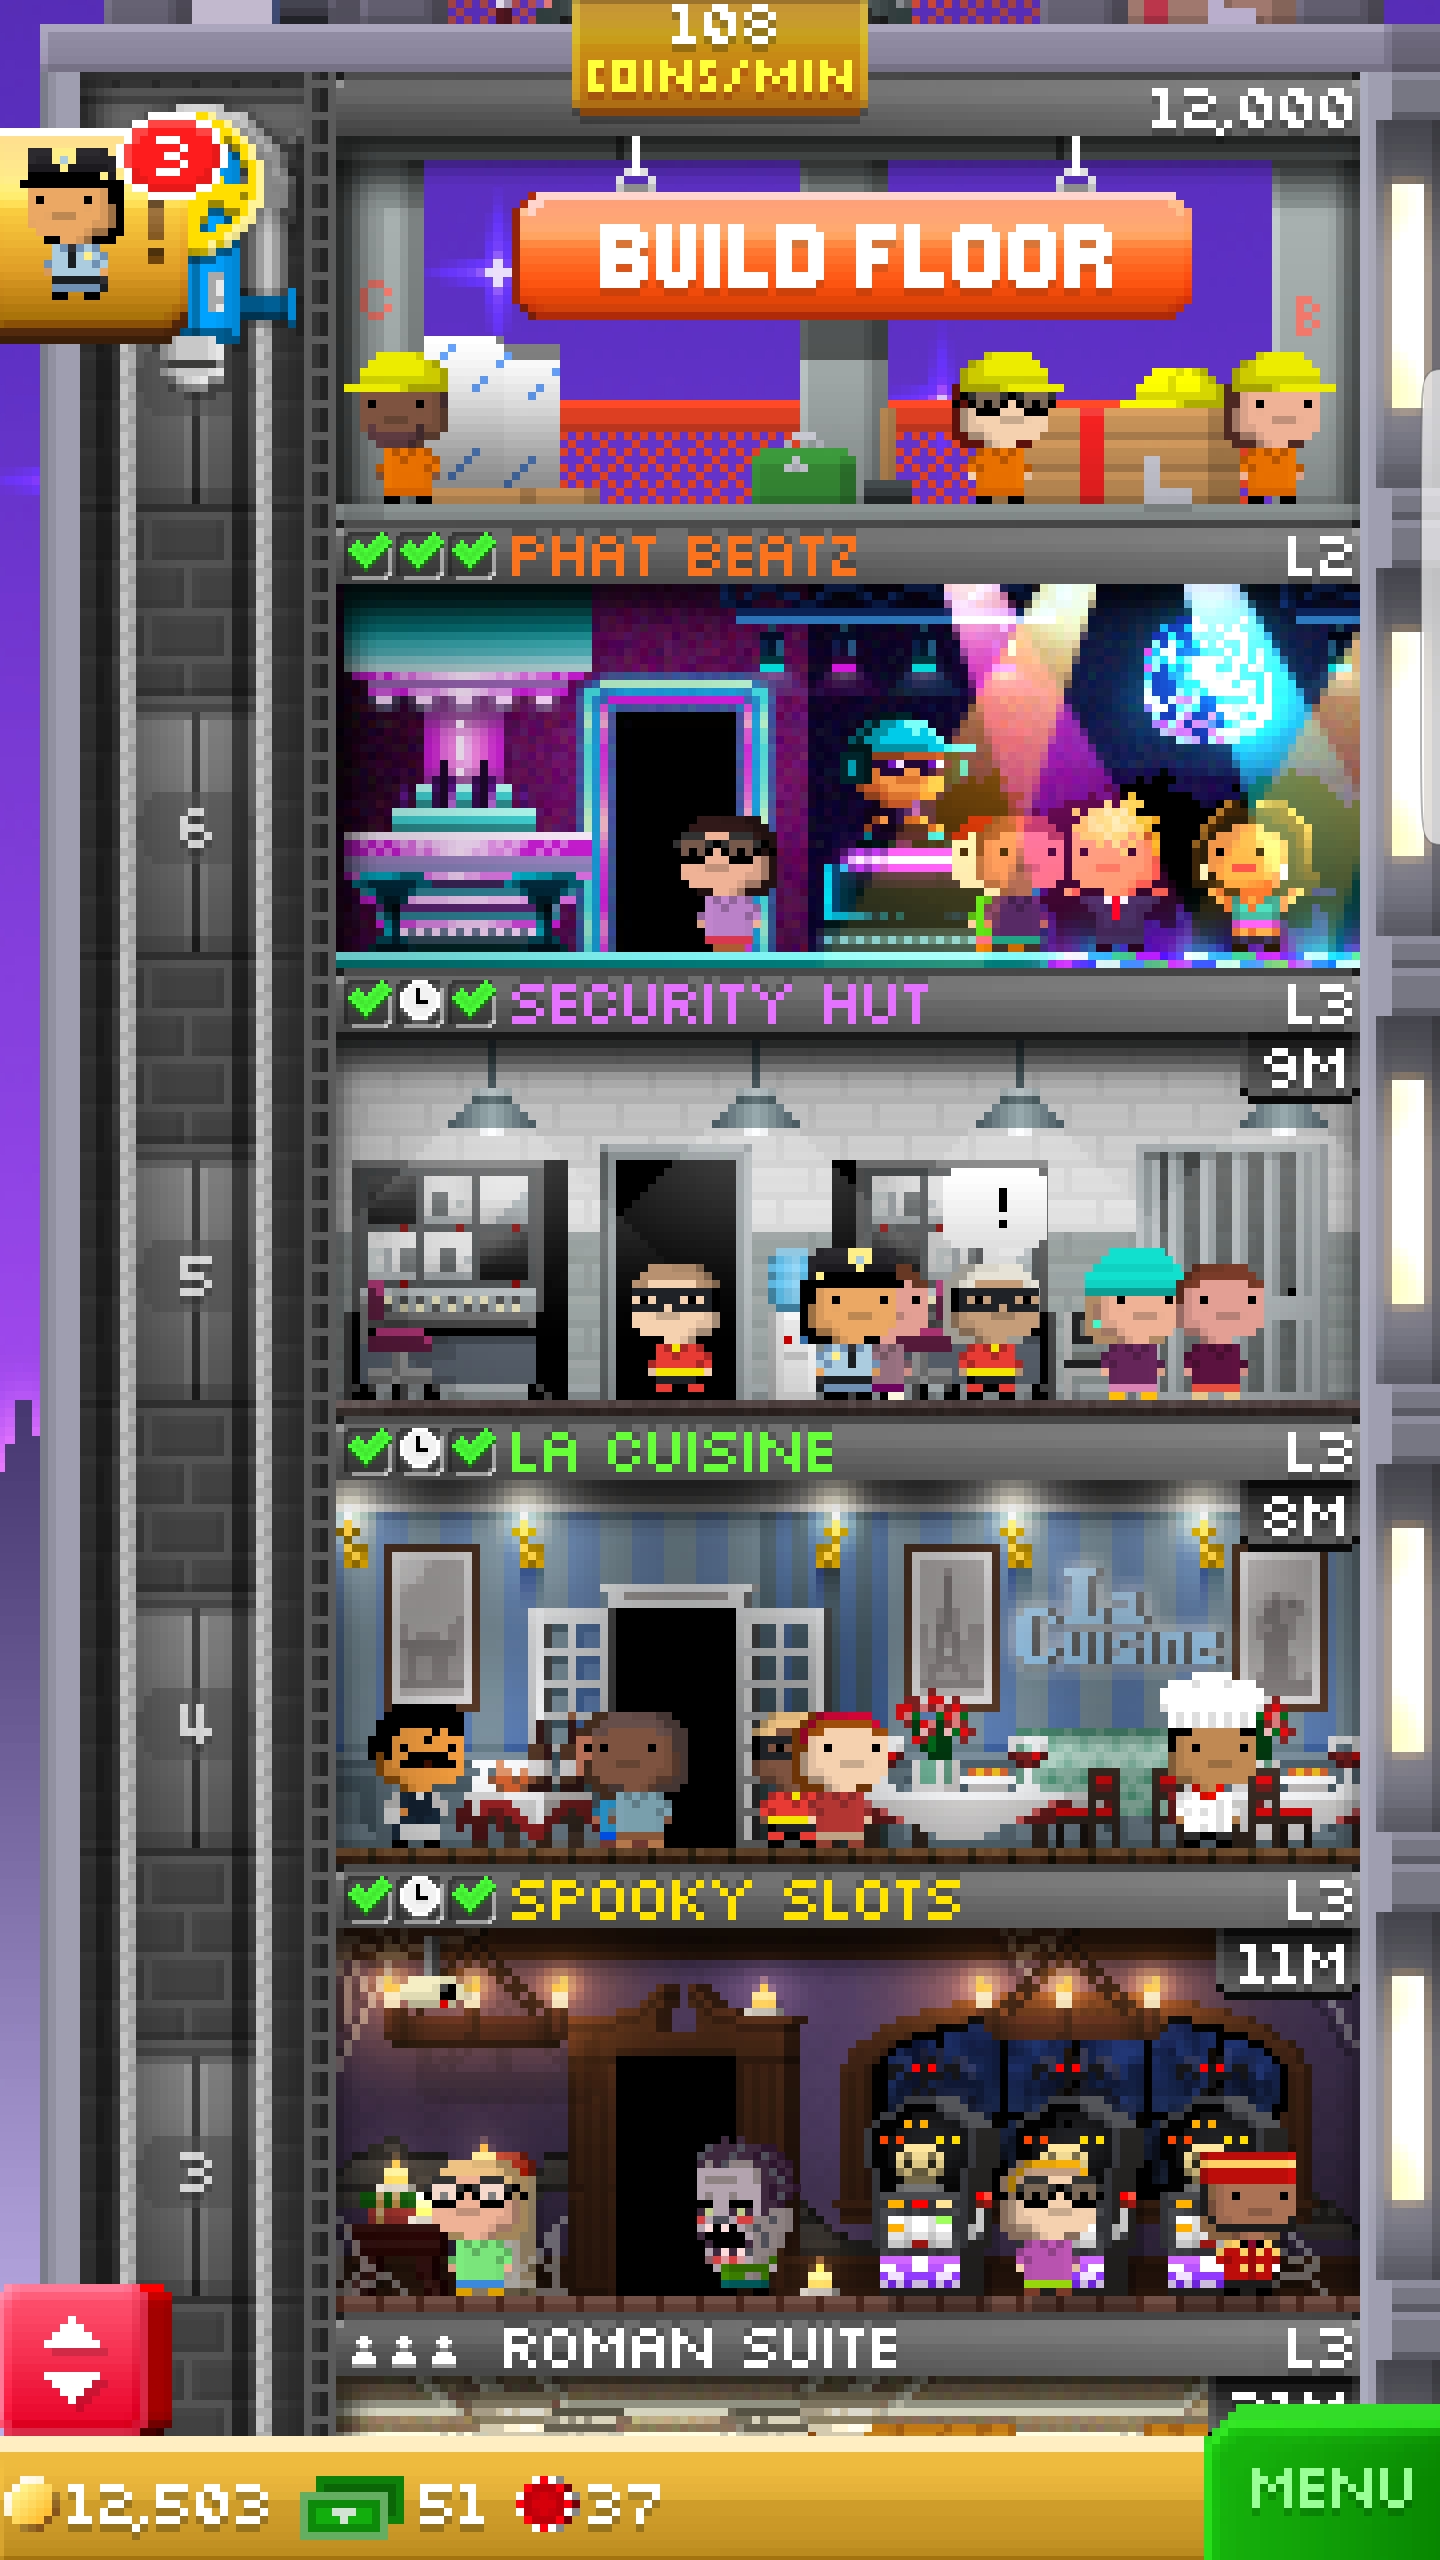 108
COINS/MIN
12,000
3
!
BUILD FLOOR
C
B
PHAT BEATZ L2
6
SECURITY HUT L3
9M
!
5
LA CUISINE L3
8M
La
Cuisine
4
SPOOKY SLOTS L3
11M
3
ROMAN SUITE L3
MENU
12,503 51 37